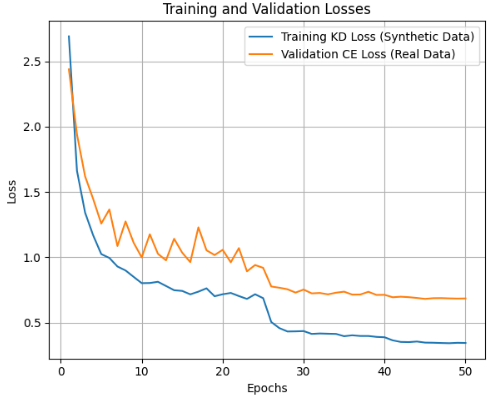 Training and Validation Losses
Training KD Loss (Synthetic Data)
Validation CE Loss (Real Data)
2.5
2.0
1.5
1.0
0.5
Loss
0 10 20 30 40 50
Epochs